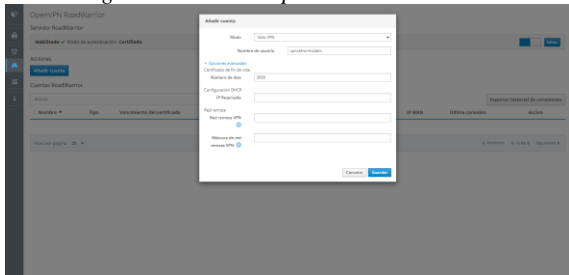 OpenVPN RoadWarrior
Servidor RoadWarrior
Habilitado
Modo de autenticación: Certificado
Acciones
Añadir cuenta
Cuentas RoadWarrior
Buscar
Exportar historial de conexiones
Nombre Tipo Vencimiento del certificado IP WAN Última conexión Acción
Filas por página 25
Añadir cuenta
Modo Sólo VPN
Nombre de usuario
Opciones avanzadas
Certificado de fin de vida
Número de días 3650
Configuración DHCP
IP Reservado
Red remota
Red remota VPN
Máscara de red
remota VPN
Cancelar Guardar